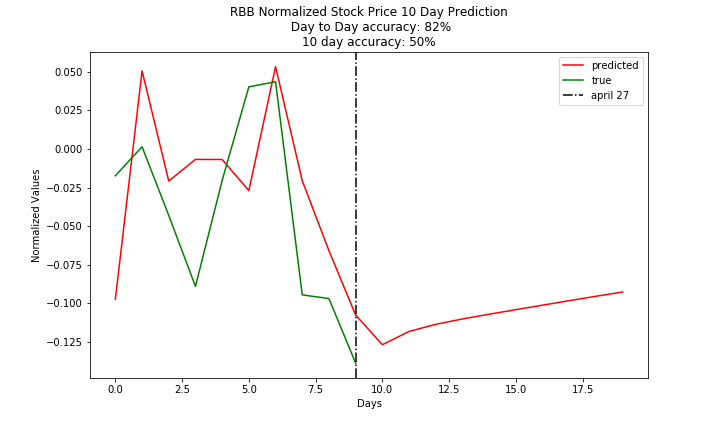 RBB Normalized Stock Price 10 Day Prediction
Day to Day accuracy: 82%
10 day accuracy: 50%
predicted
true
april 27
0.050
0.025
0.000
−0.025
−0.050
−0.075
−0.100
−0.125
Normalized Values
0.0 2.5 5.0 7.5 10.0 12.5 15.0 17.5
Days